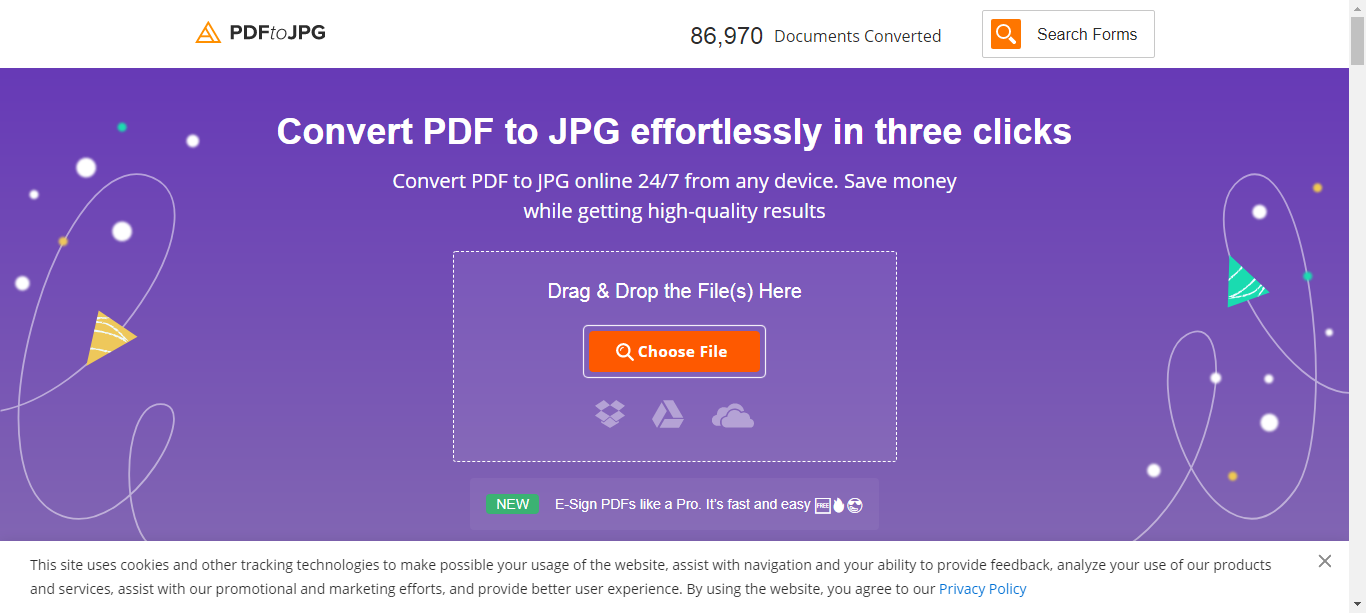 PDFtoJPG
86,970 Documents Converted
Search Forms
Convert PDF to JPG effortlessly in three clicks
Convert PDF to JPG online 24/7 from any device. Save money
while getting high-quality results
Drag & Drop the File(s) Here
Choose File
NEW E-Sign PDFs like a Pro. It's fast and easy FREE
This site uses cookies and other tracking technologies to make possible your usage of the website, assist with navigation and your ability to provide feedback, analyze your use of our products
and services, assist with our promotional and marketing efforts, and provide better user experience. By using the website, you agree to our Privacy Policy